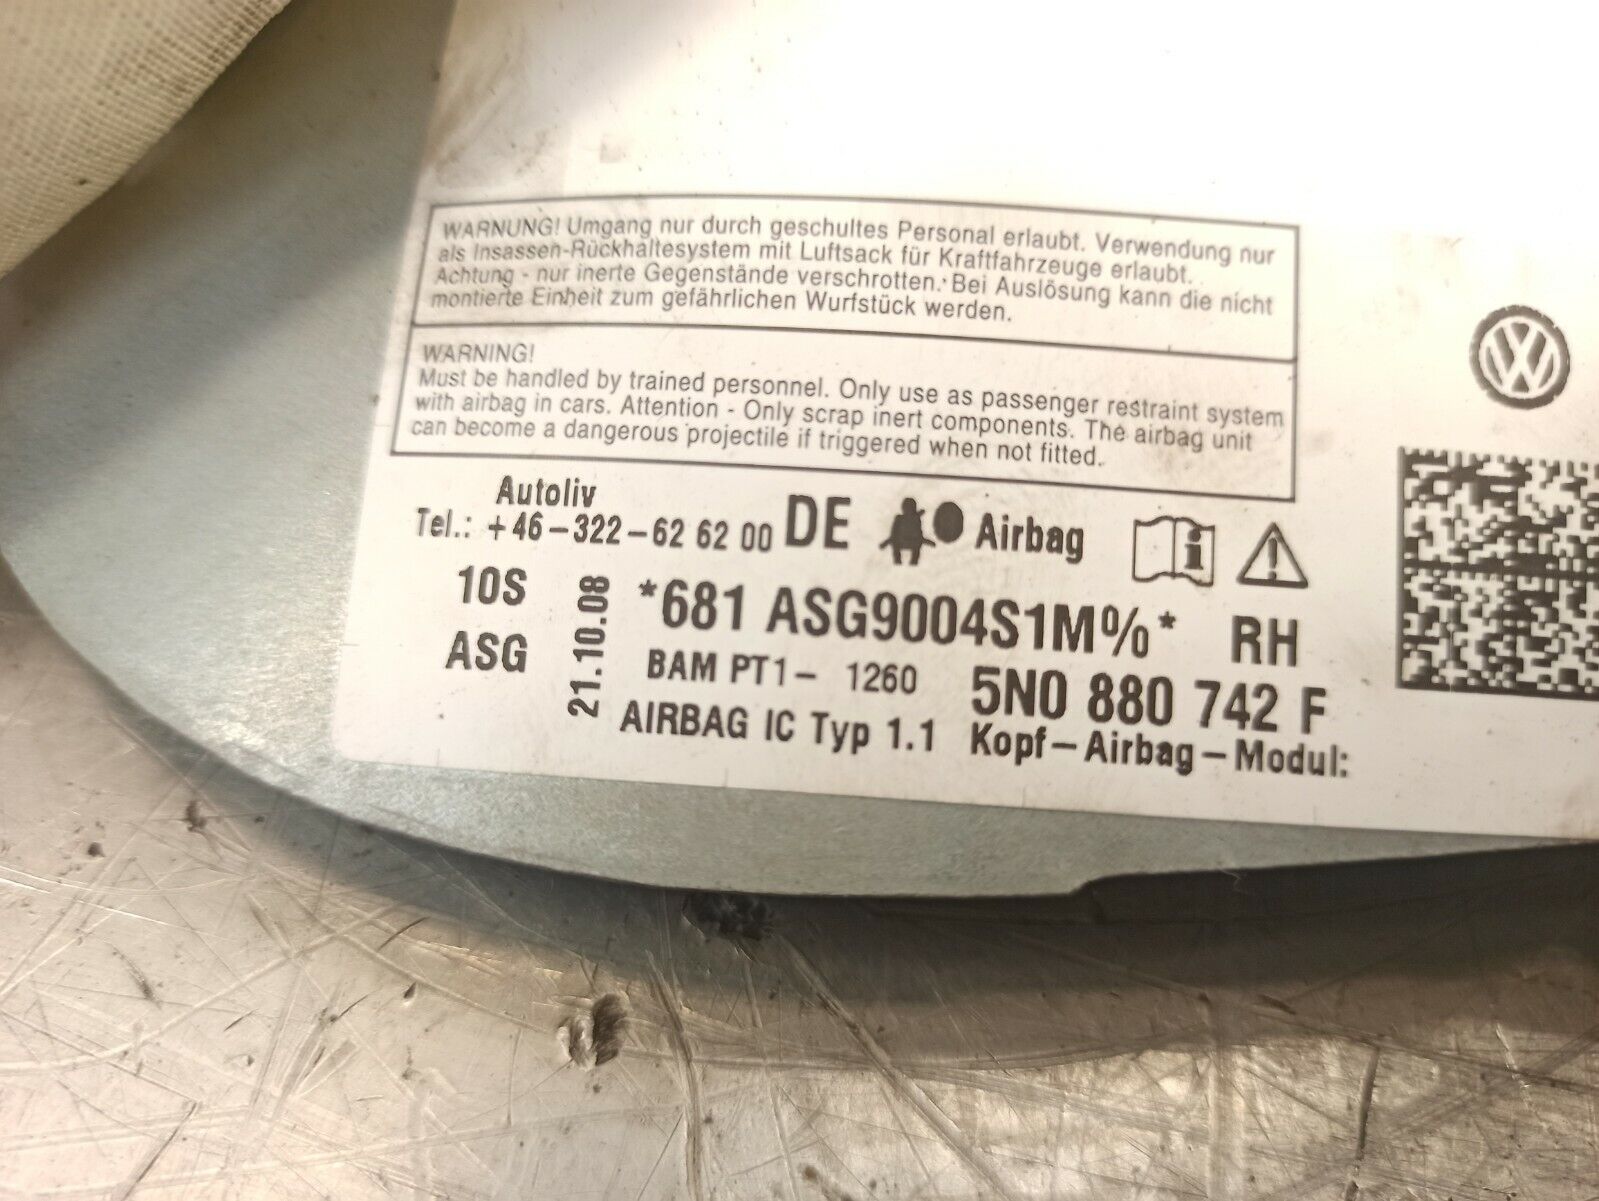 WARNUNG! Umgang nur durch geschultes Personal erlaubt. Verwendung nur
als Insassen-Rückhaltesystem mit Luftsack für Kraftfahrzeuge erlaubt.
Achtung - nur inerte Gegenstände verschrotten. Bei Auslösung kann die nicht
montierte Einheit zum gefährlichen Wurfstück werden.
WARNING!
Must be handled by trained personnel. Only use as passenger restraint system
with airbag in cars. Attention - Only scrap inert components. The airbag unit
can become a dangerous projectile if triggered when not fitted.
Autoliv
Tel.: +46-322-62 62 00 DE Airbag
10S
ASG
21.10.08
*681 ASG9004S1M%* RH
BAM PT1- 1260 5N0 880 742 F
AIRBAG IC Typ 1.1 Kopf-Airbag-Modul: